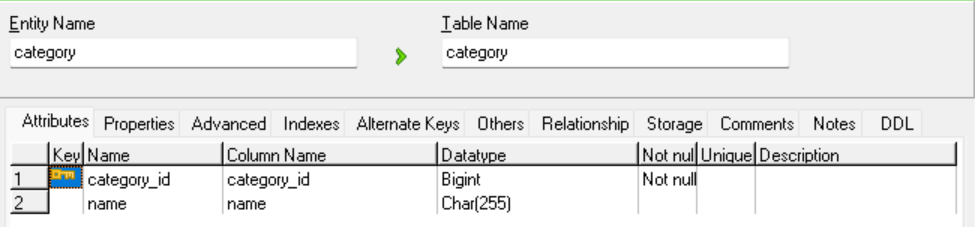 Entity Name Table Name
category category
Attributes Properties Advanced Indexes Alternate Keys Others Relationship Storage Comments Notes DDL
Key Name Column Name Datatype Not nul Unique Description
1 category_id category_id Bigint Not null
2 name name Char(255)